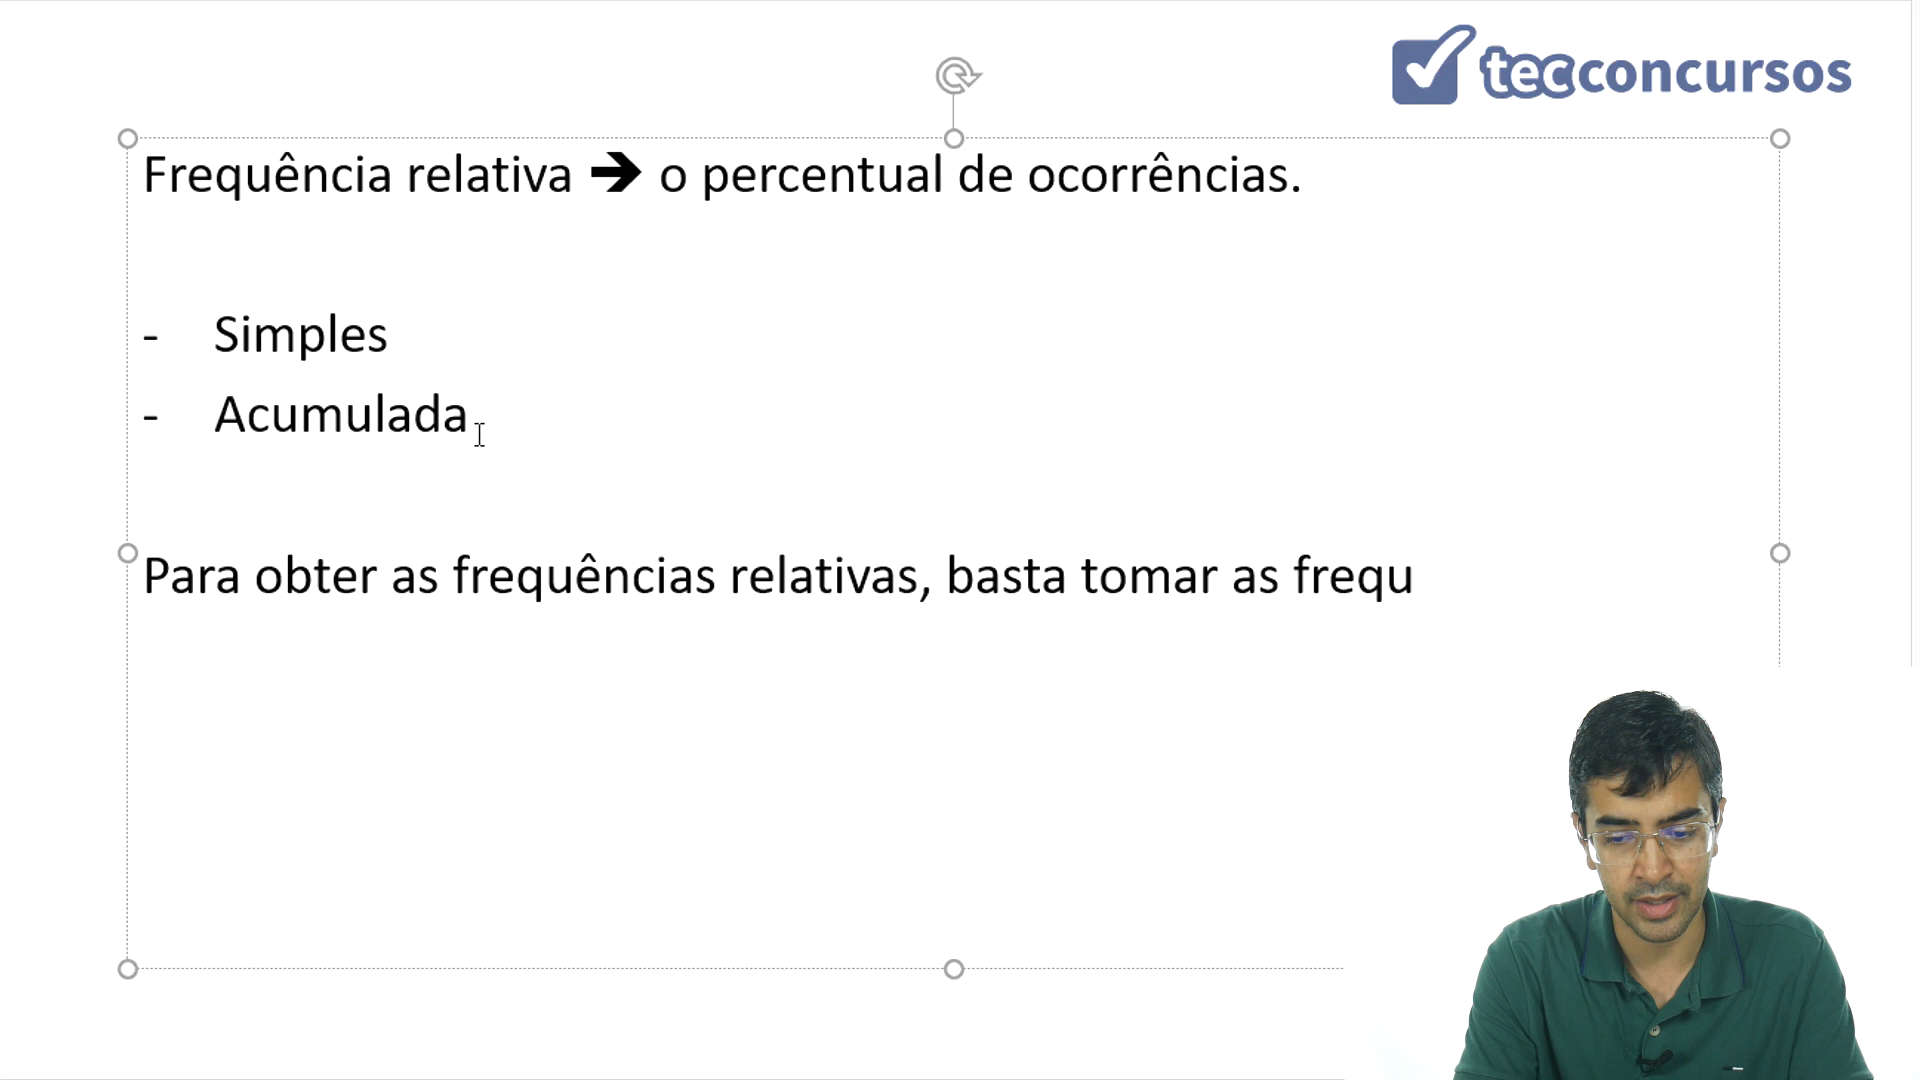 tecconcursos
Frequência relativa ➔ o percentual de ocorrências.
- Simples
- Acumulada
Para obter as frequências relativas, basta tomar as frequ